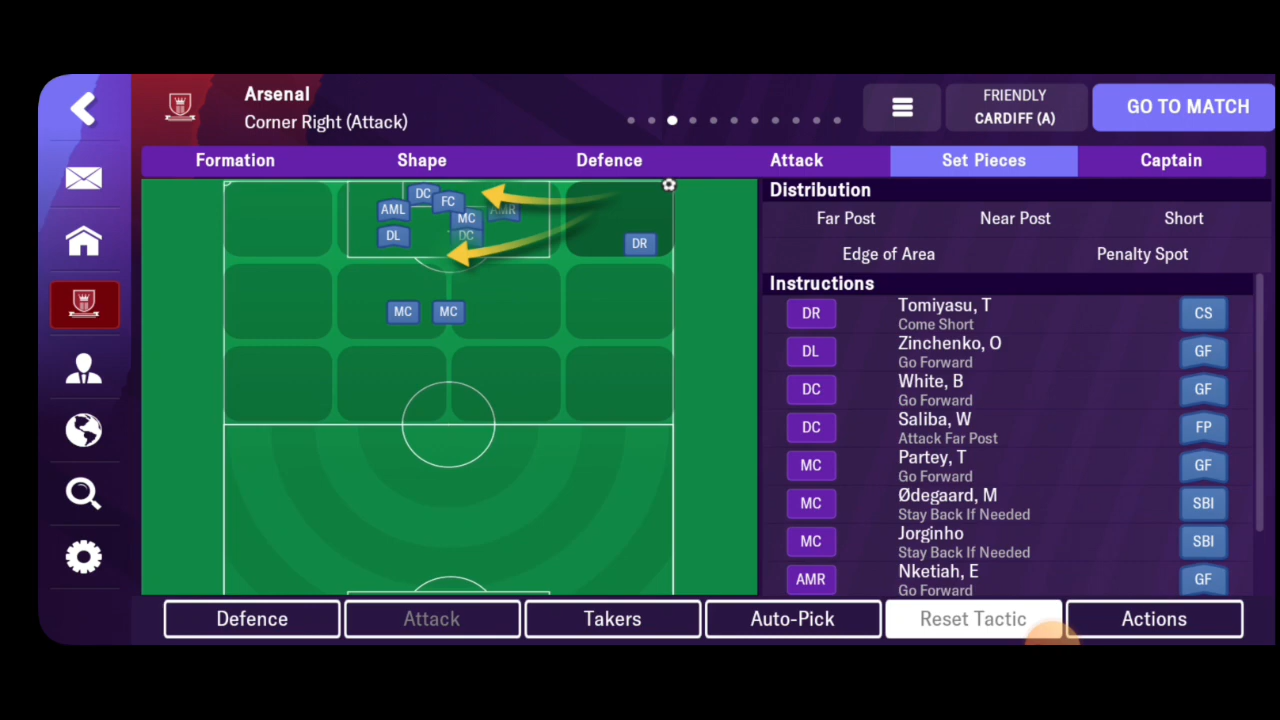 Arsenal
Corner Right (Attack)
FRIENDLY
CARDIFF (A)
GO TO MATCH
Formation
Shape
Defence
Attack
Set Pieces
Captain
DC
FC
AML
MC
AMR
DL
DC
DR
MC
MC
Distribution
Far Post
Near Post
Short
Edge of Area
Penalty Spot
Instructions
DR
Tomiyasu, T
Come Short
CS
DL
Zinchenko, O
Go Forward
GF
DC
White, B
Go Forward
GF
DC
Saliba, W
Attack Far Post
FP
MC
Partey, T
Go Forward
GF
MC
Ødegaard, M
Stay Back If Needed
SBI
MC
Jorginho
Stay Back If Needed
SBI
AMR
Nketiah, E
Go Forward
GF
Defence
Attack
Takers
Auto-Pick
Reset Tactic
Actions